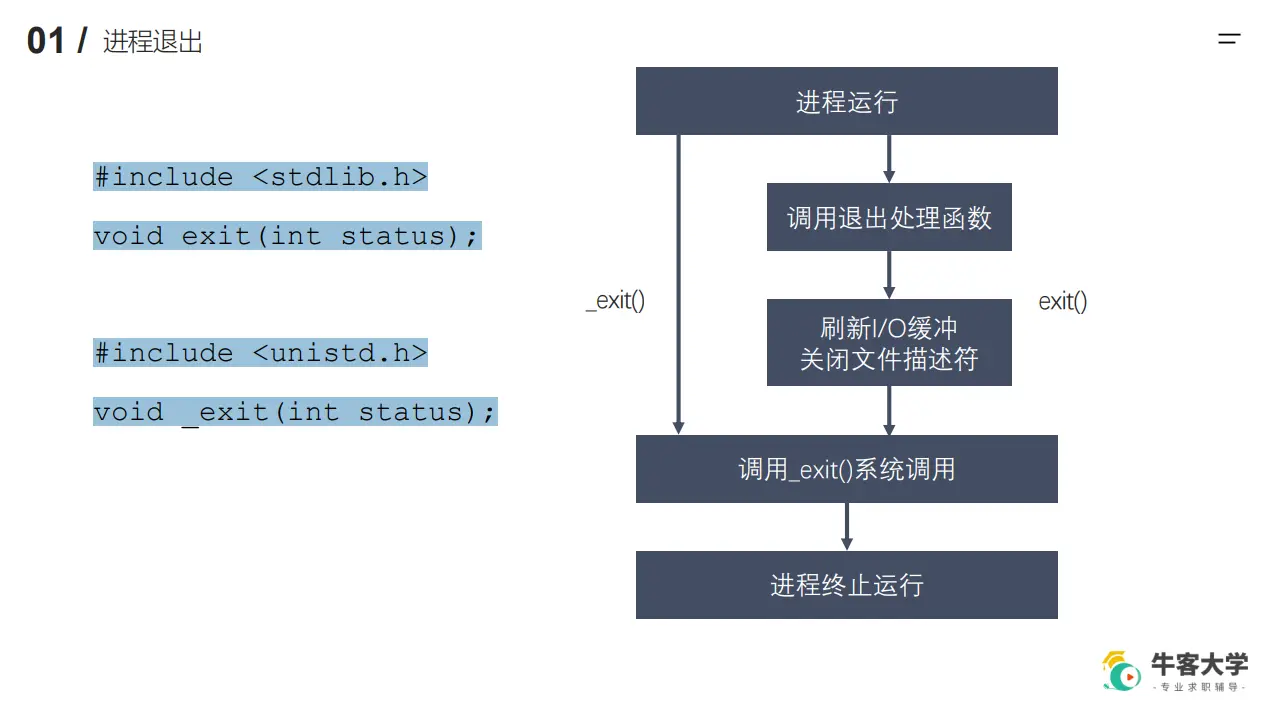 01 / 进程退出
#include <stdlib.h>
void exit(int status);
#include <unistd.h>
void _exit(int status);
进程运行
调用退出处理函数
_exit()
刷新I/O缓冲
关闭文件描述符
exit()
调用_exit()系统调用
进程终止运行
牛客大学
-专业求职辅导-